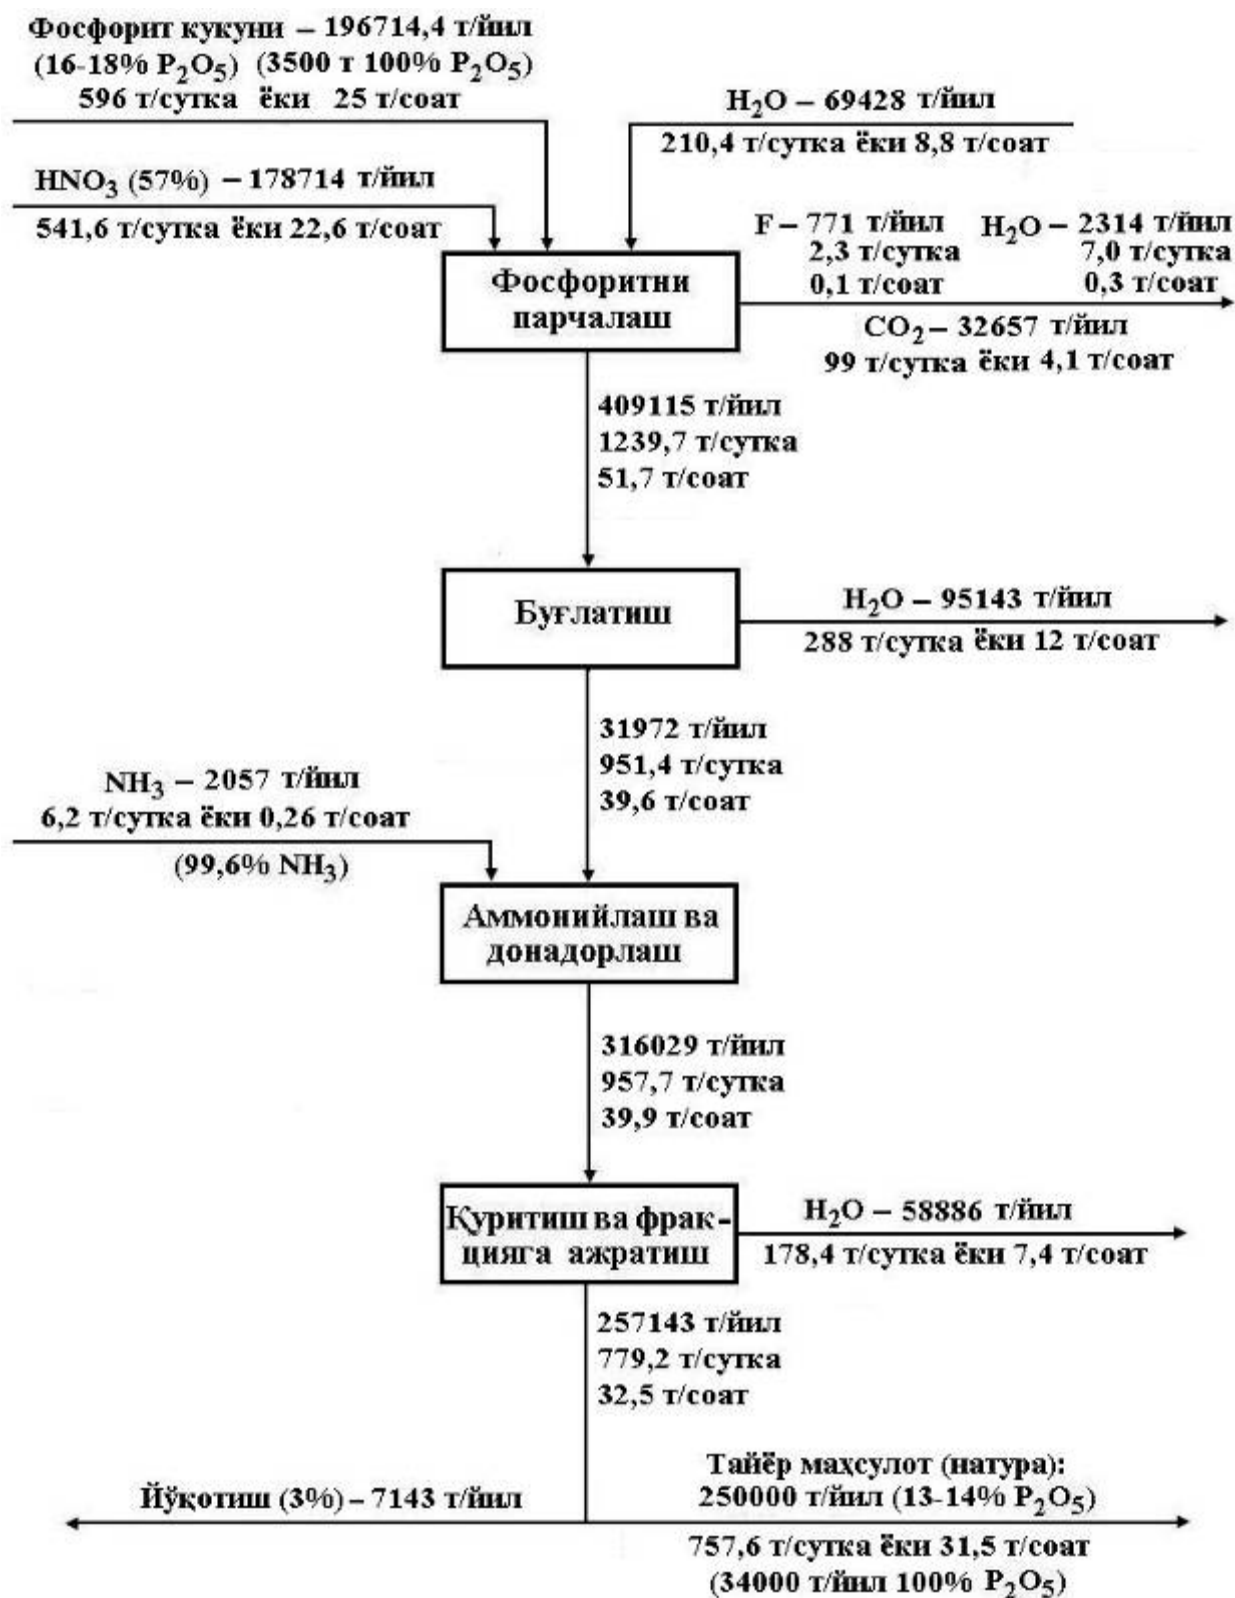 Фосфорит кукуни – 196714,4 т/йил
(16-18% P₂O₅) (3500 т 100% P₂O₅)
596 т/сутка ёки 25 т/соат
H₂O – 69428 т/йил
210,4 т/сутка ёки 8,8 т/соат
HNO₃ (57%) – 178714 т/йил
541,6 т/сутка ёки 22,6 т/соат
F – 771 т/йил
2,3 т/сутка
0,1 т/соат
H₂O – 2314 т/йил
7,0 т/сутка
0,3 т/соат
Фосфоритни
парчалаш
CO₂ – 32657 т/йил
99 т/сутка ёки 4,1 т/соат
409115 т/йил
1239,7 т/сутка
51,7 т/соат
Буғлатиш
H₂O – 95143 т/йил
288 т/сутка ёки 12 т/соат
31972 т/йил
951,4 т/сутка
39,6 т/соат
NH₃ – 2057 т/йил
6,2 т/сутка ёки 0,26 т/соат
(99,6% NH₃)
Аммонийлаш ва
донадорлаш
316029 т/йил
957,7 т/сутка
39,9 т/соат
Қуритиш ва фрак-
цияга ажратиш
H₂O – 58886 т/йил
178,4 т/сутка ёки 7,4 т/соат
257143 т/йил
779,2 т/сутка
32,5 т/соат
Йўқотиш (3%) – 7143 т/йил
Тайёр маҳсулот (натура):
250000 т/йил (13-14% P₂O₅)
757,6 т/сутка ёки 31,5 т/соат
(34000 т/йил 100% P₂O₅)